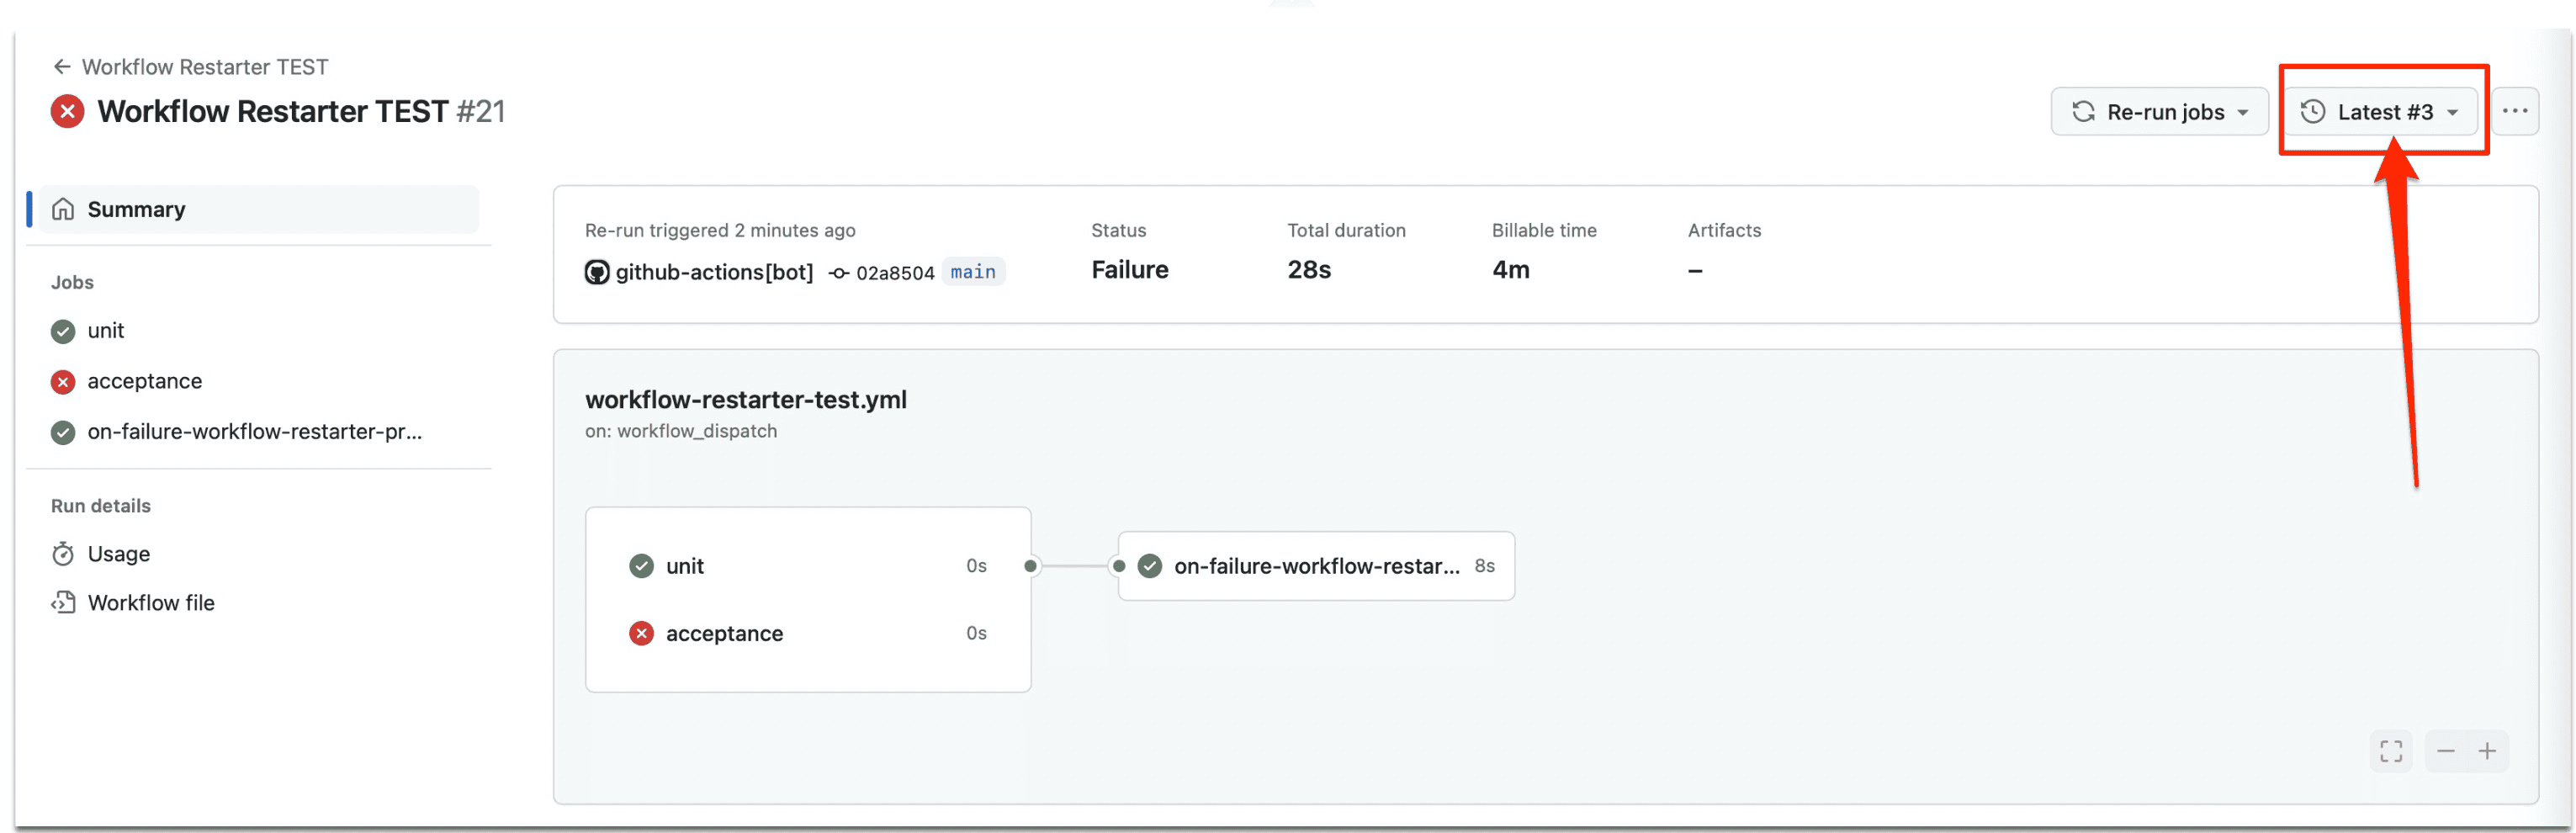 ← Workflow Restarter TEST
Workflow Restarter TEST #21
Re-run jobs
Latest #3
Summary
Jobs
unit
acceptance
on-failure-workflow-restarter-pr...
Run details
Usage
Workflow file
Re-run triggered 2 minutes ago
github-actions[bot] 02a8504 main
Status
Failure
Total duration
28s
Billable time
4m
Artifacts
–
workflow-restarter-test.yml
on: workflow_dispatch
unit 0s
acceptance 0s
on-failure-workflow-restar... 8s